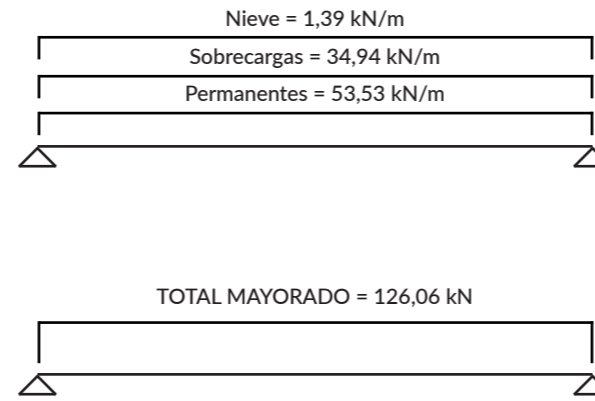 Nieve = 1,39 kN/m
Sobrecargas = 34,94 kN/m
Permanentes = 53,53 kN/m
TOTAL MAYORADO = 126,06 kN